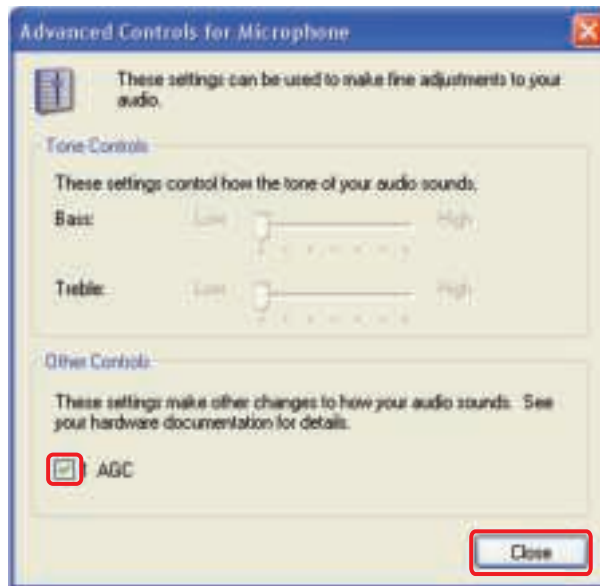 Advanced Controls for Microphone
These settings can be used to make fine adjustments to your
audio.
Tone Controls
These settings control how the tone of your audio sounds.
Bass: Low High
Treble: Low High
Other Controls
These settings make other changes to how your audio sounds. See
your hardware documentation for details.
1 AGC
Close